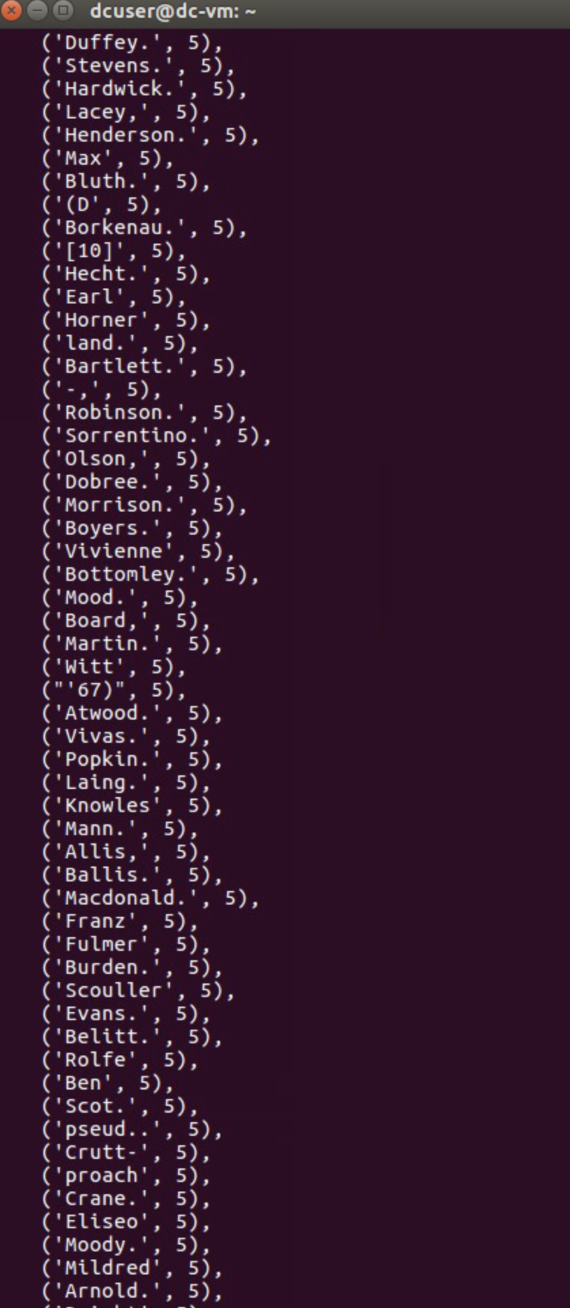 dcuser@dc-vm: ~
('Duffey.', 5),
('Stevens.', 5),
('Hardwick.', 5),
('Lacey,', 5),
('Henderson.', 5),
('Max', 5),
('Bluth.', 5),
('(D', 5),
('Borkenau.', 5),
('[10]', 5),
('Hecht.', 5),
('Earl', 5),
('Horner', 5),
('land.', 5),
('Bartlett.', 5),
('-,', 5),
('Robinson.', 5),
('Sorrentino.', 5),
('Olson,', 5),
('Dobree.', 5),
('Morrison.', 5),
('Boyers.', 5),
('Vivienne', 5),
('Bottomley.', 5),
('Mood.', 5),
('Board,', 5),
('Martin.', 5),
('Witt', 5),
("'67)", 5),
('Atwood.', 5),
('Vivas.', 5),
('Popkin.', 5),
('Laing.', 5),
('Knowles', 5),
('Mann.', 5),
('Allis,', 5),
('Ballis.', 5),
('Macdonald.', 5),
('Franz', 5),
('Fulmer', 5),
('Burden.', 5),
('Scouller', 5),
('Evans.', 5),
('Belitt.', 5),
('Rolfe', 5),
('Ben', 5),
('Scot.', 5),
('pseud..', 5),
('Crutt-', 5),
('proach', 5),
('Crane.', 5),
('Eliseo', 5),
('Moody.', 5),
('Mildred', 5),
('Arnold.', 5),